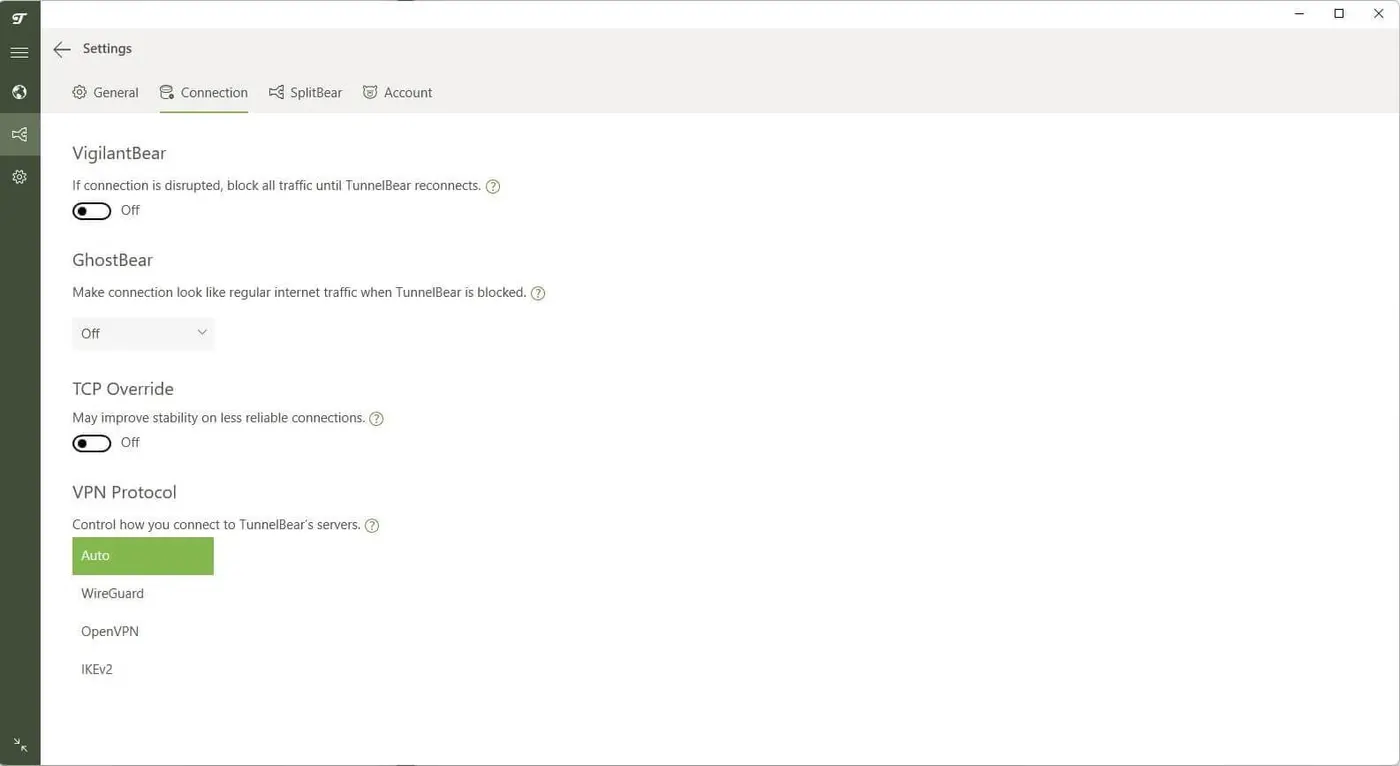 Settings
General
Connection
SplitBear
Account
VigilantBear
If connection is disrupted, block all traffic until TunnelBear reconnects. ?
Off
GhostBear
Make connection look like regular internet traffic when TunnelBear is blocked. ?
Off
TCP Override
May improve stability on less reliable connections. ?
Off
VPN Protocol
Control how you connect to TunnelBear's servers. ?
Auto
WireGuard
OpenVPN
IKEv2